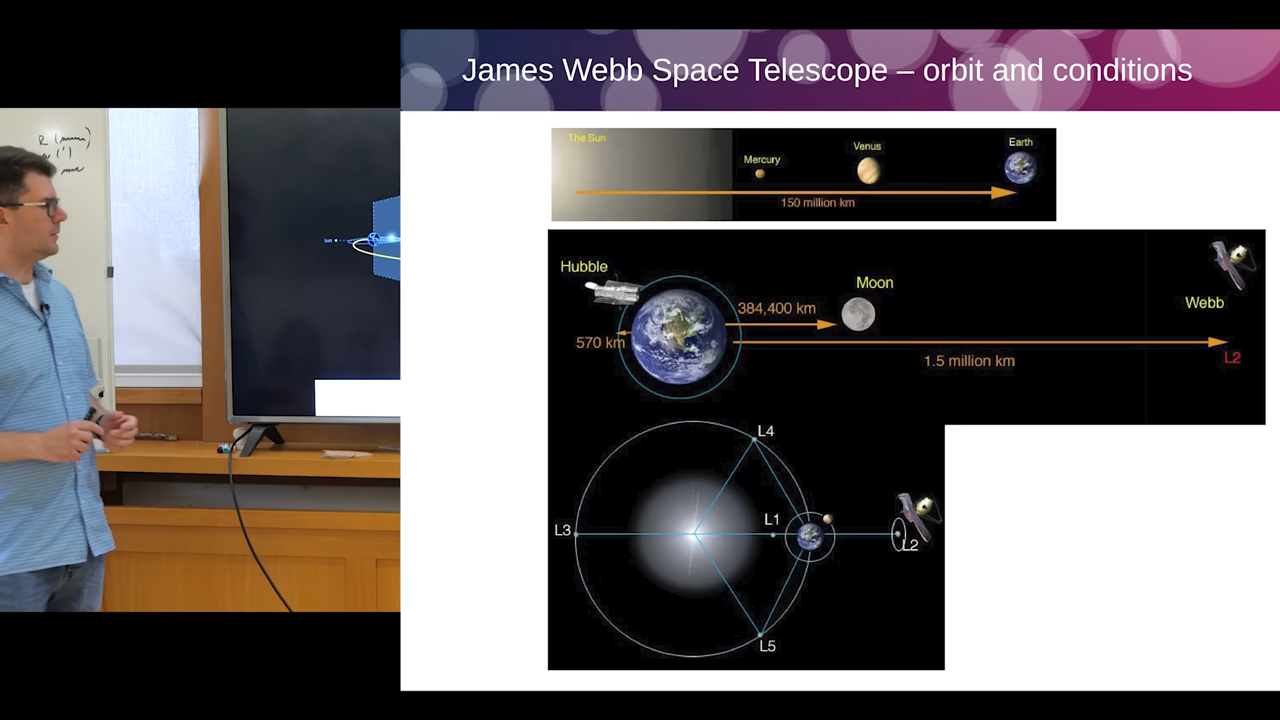 James Webb Space Telescope – orbit and conditions
The Sun
Mercury
Venus
Earth
150 million km
Hubble
Moon
384,400 km
Webb
570 km
1.5 million km
L2
L4
L3
L1
L2
L5